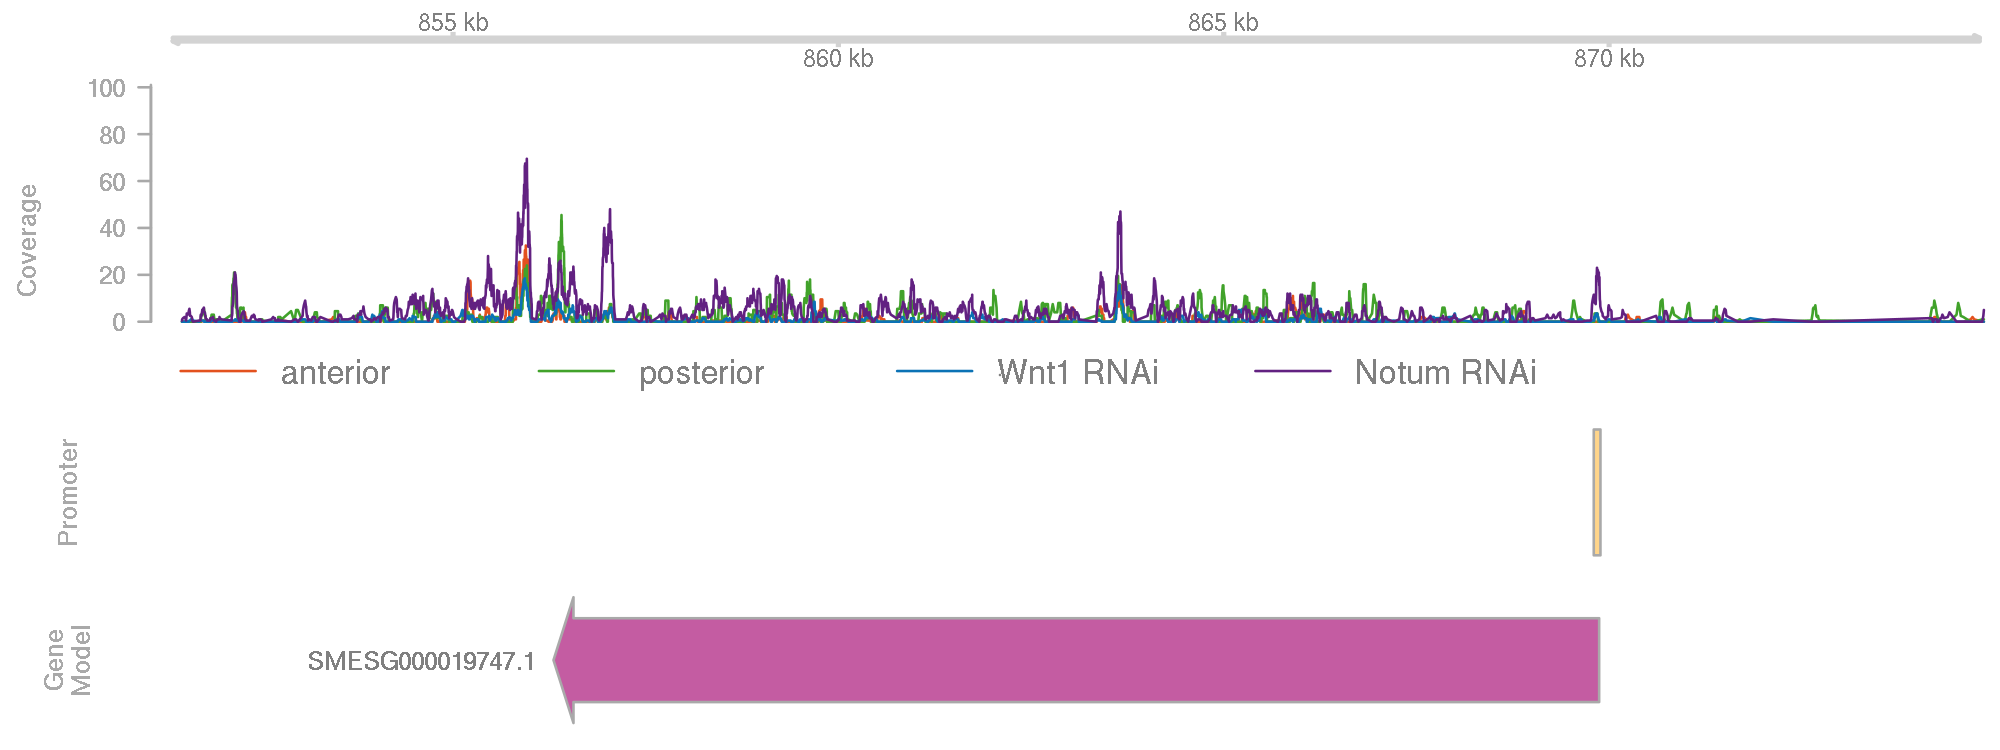 855 kb
865 kb
860 kb
870 kb
100
80
60
40
20
0
Coverage
anterior
posterior
Wnt1 RNAi
Notum RNAi
Promoter
Gene
Model
SMESG000019747.1